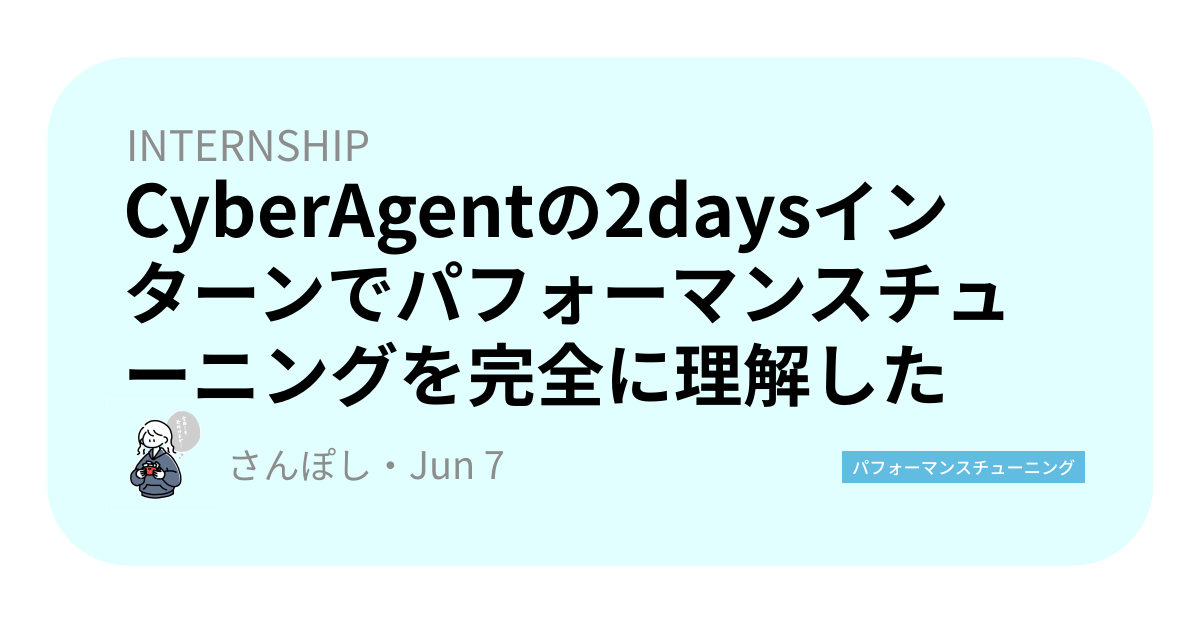 INTERNSHIP
CyberAgentの2daysイン
ターンでパフォーマンスチュ
ーニングを完全に理解した
さんぽし・Jun 7
パフォーマンスチューニング